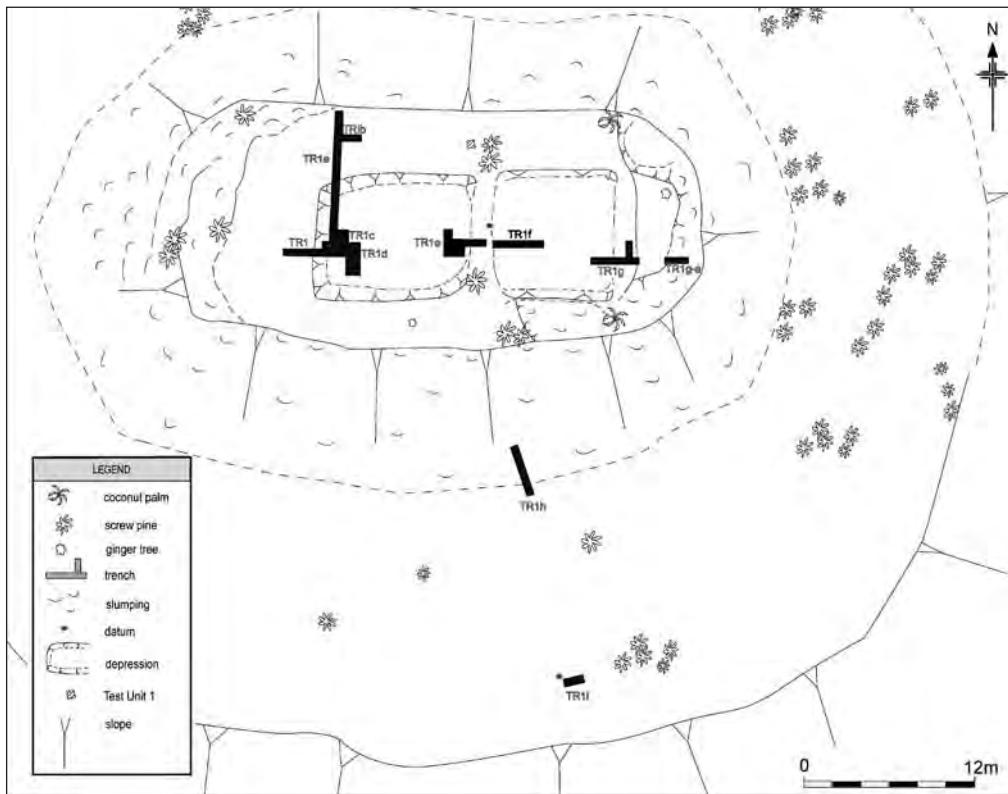 N
TR1b
TR1a
TR1c
TR1
TR1d
TR1e
TR1f
TR1g
TR1g-a
TR1h
TR1i
LEGEND
coconut palm
screw pine
ginger tree
trench
slumping
datum
depression
Test Unit 1
slope
0
12m